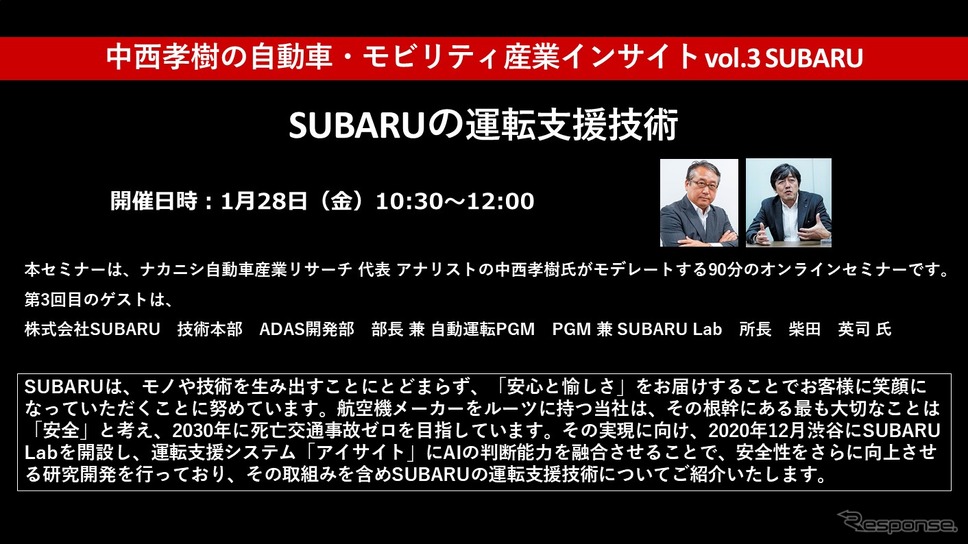 中西孝樹の自動車・モビリティ産業インサイト vol.3 SUBARU
SUBARUの運転支援技術
開催日時：1月28日（金）10:30～12:00
本セミナーは、ナカニシ自動車産業リサーチ 代表 アナリストの中西孝樹氏がモデレートする90分のオンラインセミナーです。
第3回目のゲストは、
株式会社SUBARU　技術本部　ADAS開発部　部長 兼 自動運転PGM　PGM 兼 SUBARU Lab　所長　柴田　英司 氏
SUBARUは、モノや技術を生み出すことにとどまらず、「安心と愉しさ」をお届けすることでお客様に笑顔に
なっていただくことに努めています。航空機メーカーをルーツに持つ当社は、その根幹にある最も大切なことは
「安全」と考え、2030年に死亡交通事故ゼロを目指しています。その実現に向け、2020年12月渋谷にSUBARU
Labを開設し、運転支援システム「アイサイト」にAIの判断能力を融合させることで、安全性をさらに向上させ
る研究開発を行っており、その取組みを含めSUBARUの運転支援技術についてご紹介いたします。
Response.